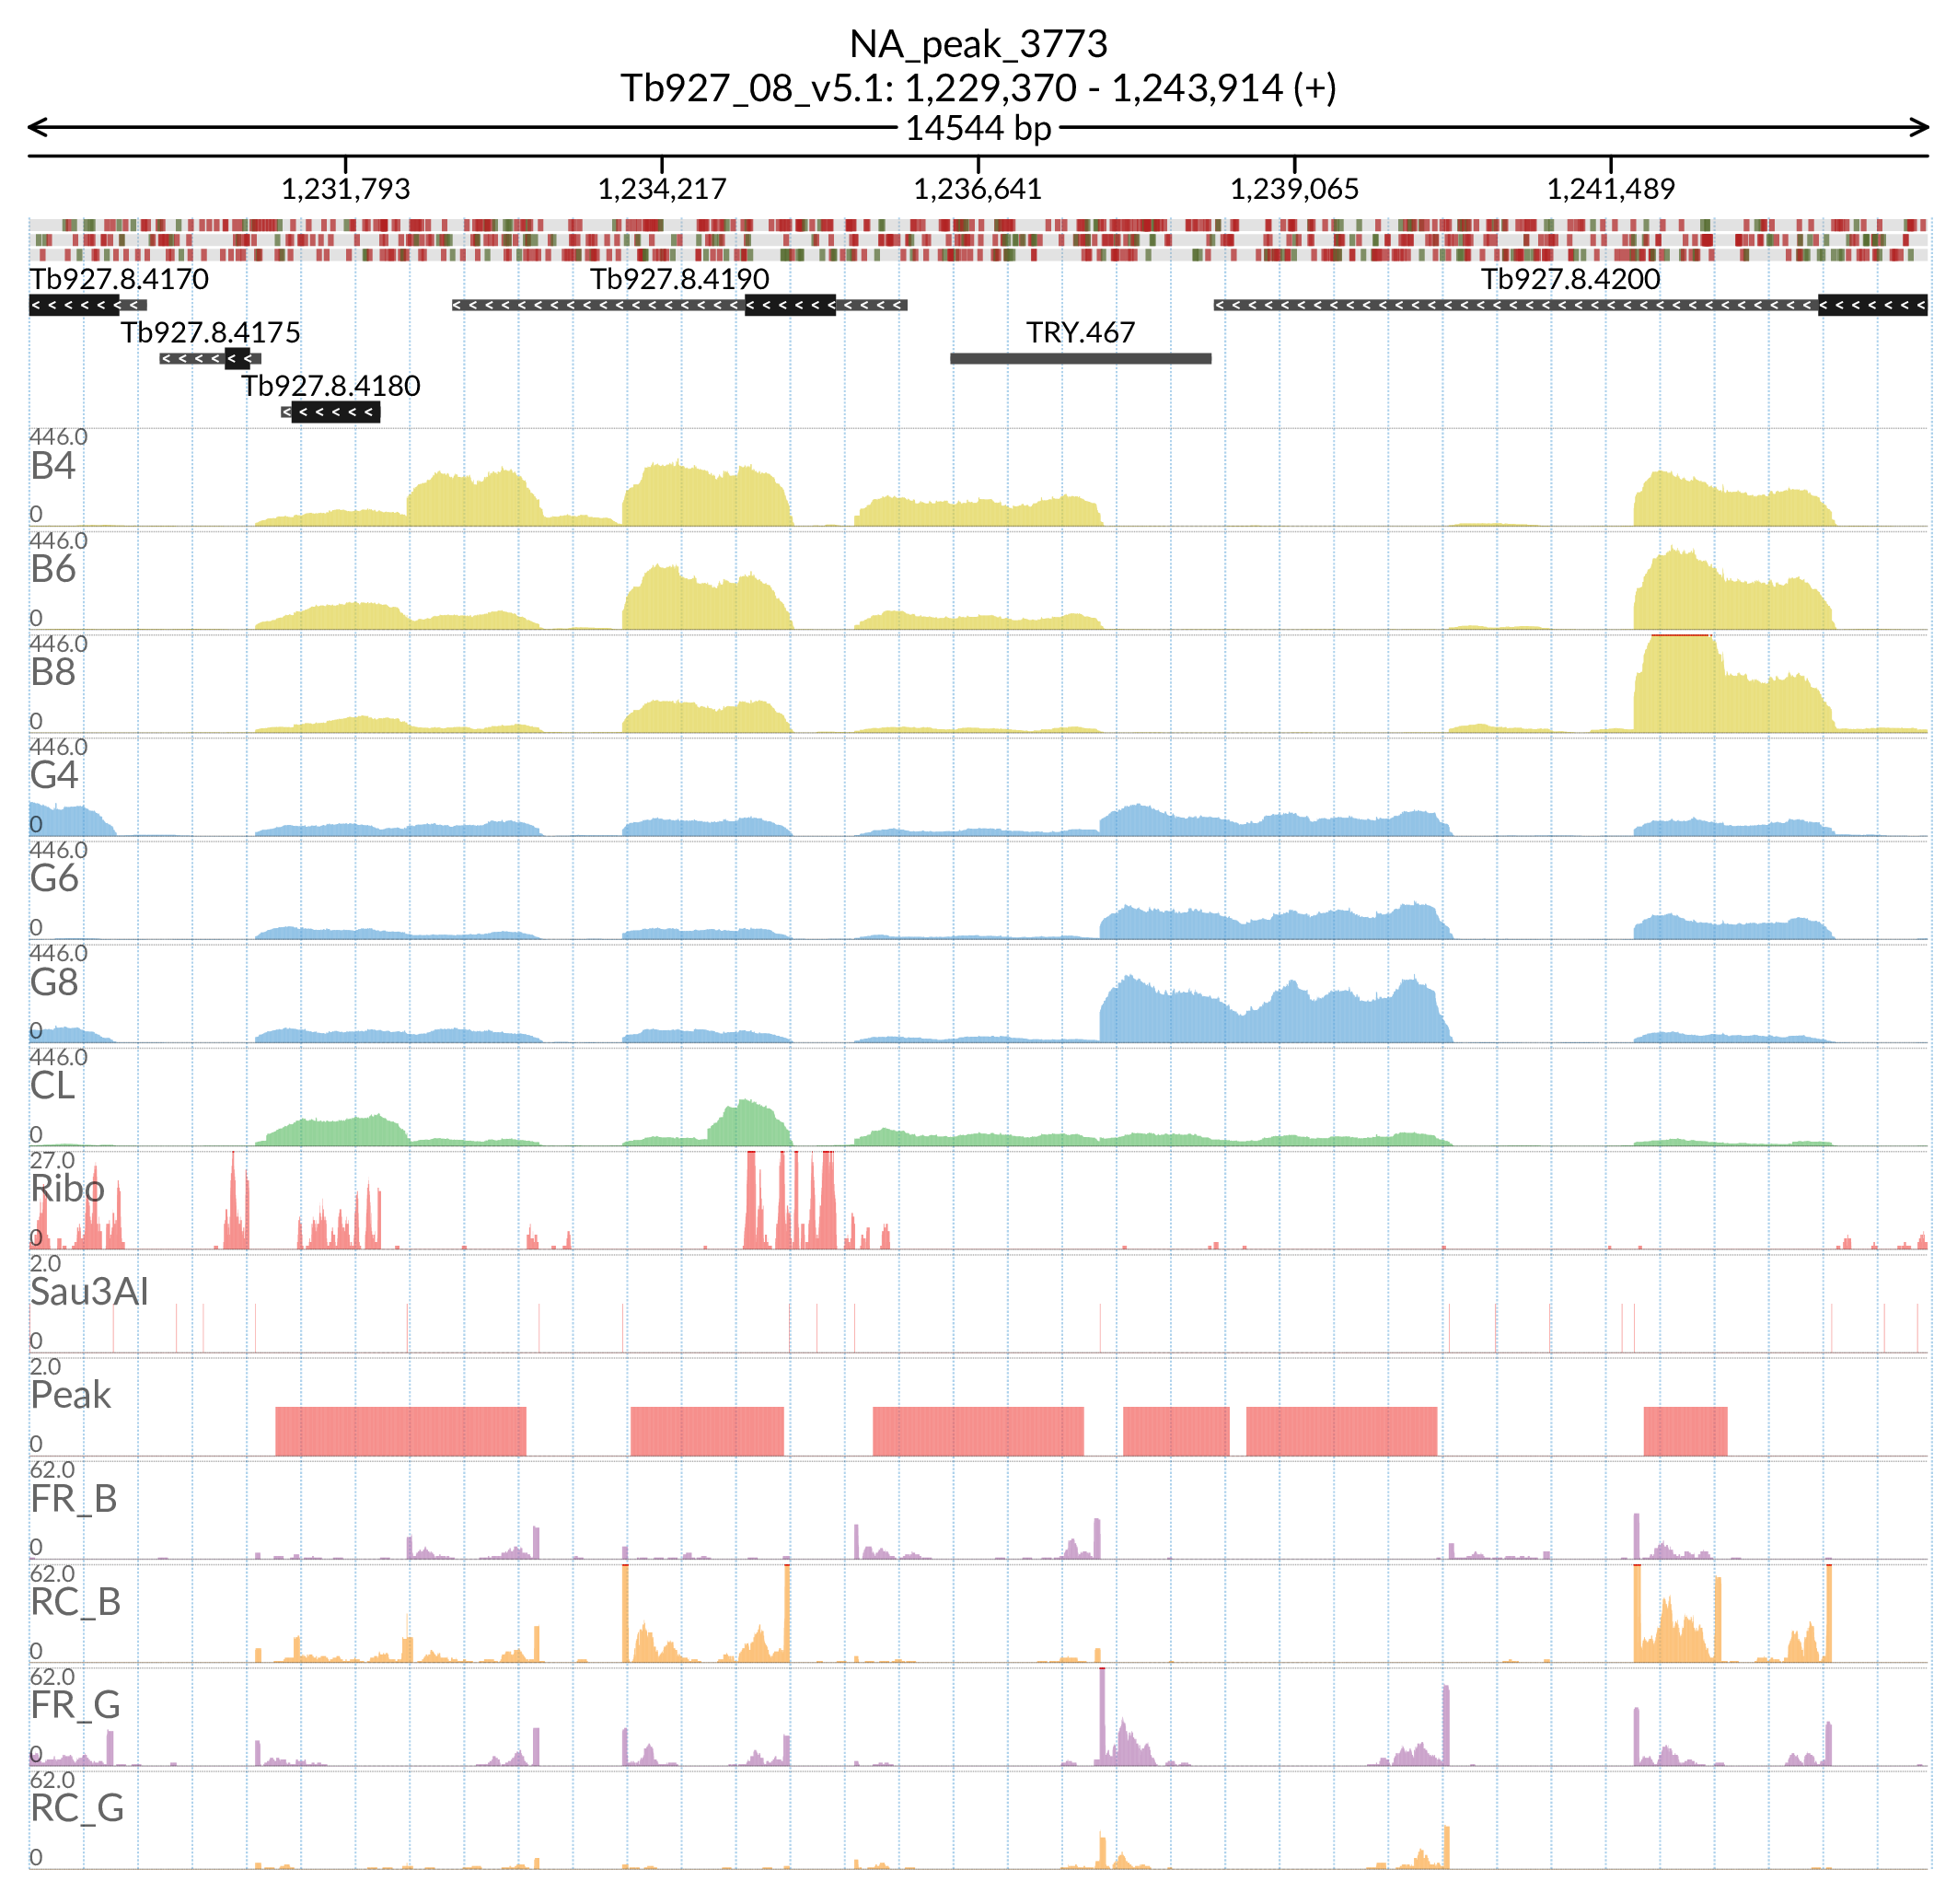 NA_peak_3773
Tb927_08_v5.1: 1,229,370 - 1,243,914 (+)
14544 bp
1,231,793 1,234,217 1,236,641 1,239,065 1,241,489
Tb927.8.4170 Tb927.8.4190 Tb927.8.4200
Tb927.8.4175 TRY.467
Tb927.8.4180
446.0
B4
0
446.0
B6
0
446.0
B8
0
446.0
G4
0
446.0
G6
0
446.0
G8
0
446.0
CL
0
27.0
Ribo
0
2.0
Sau3AI
0
2.0
Peak
0
62.0
FR_B
0
62.0
RC_B
0
62.0
FR_G
0
62.0
RC_G
0